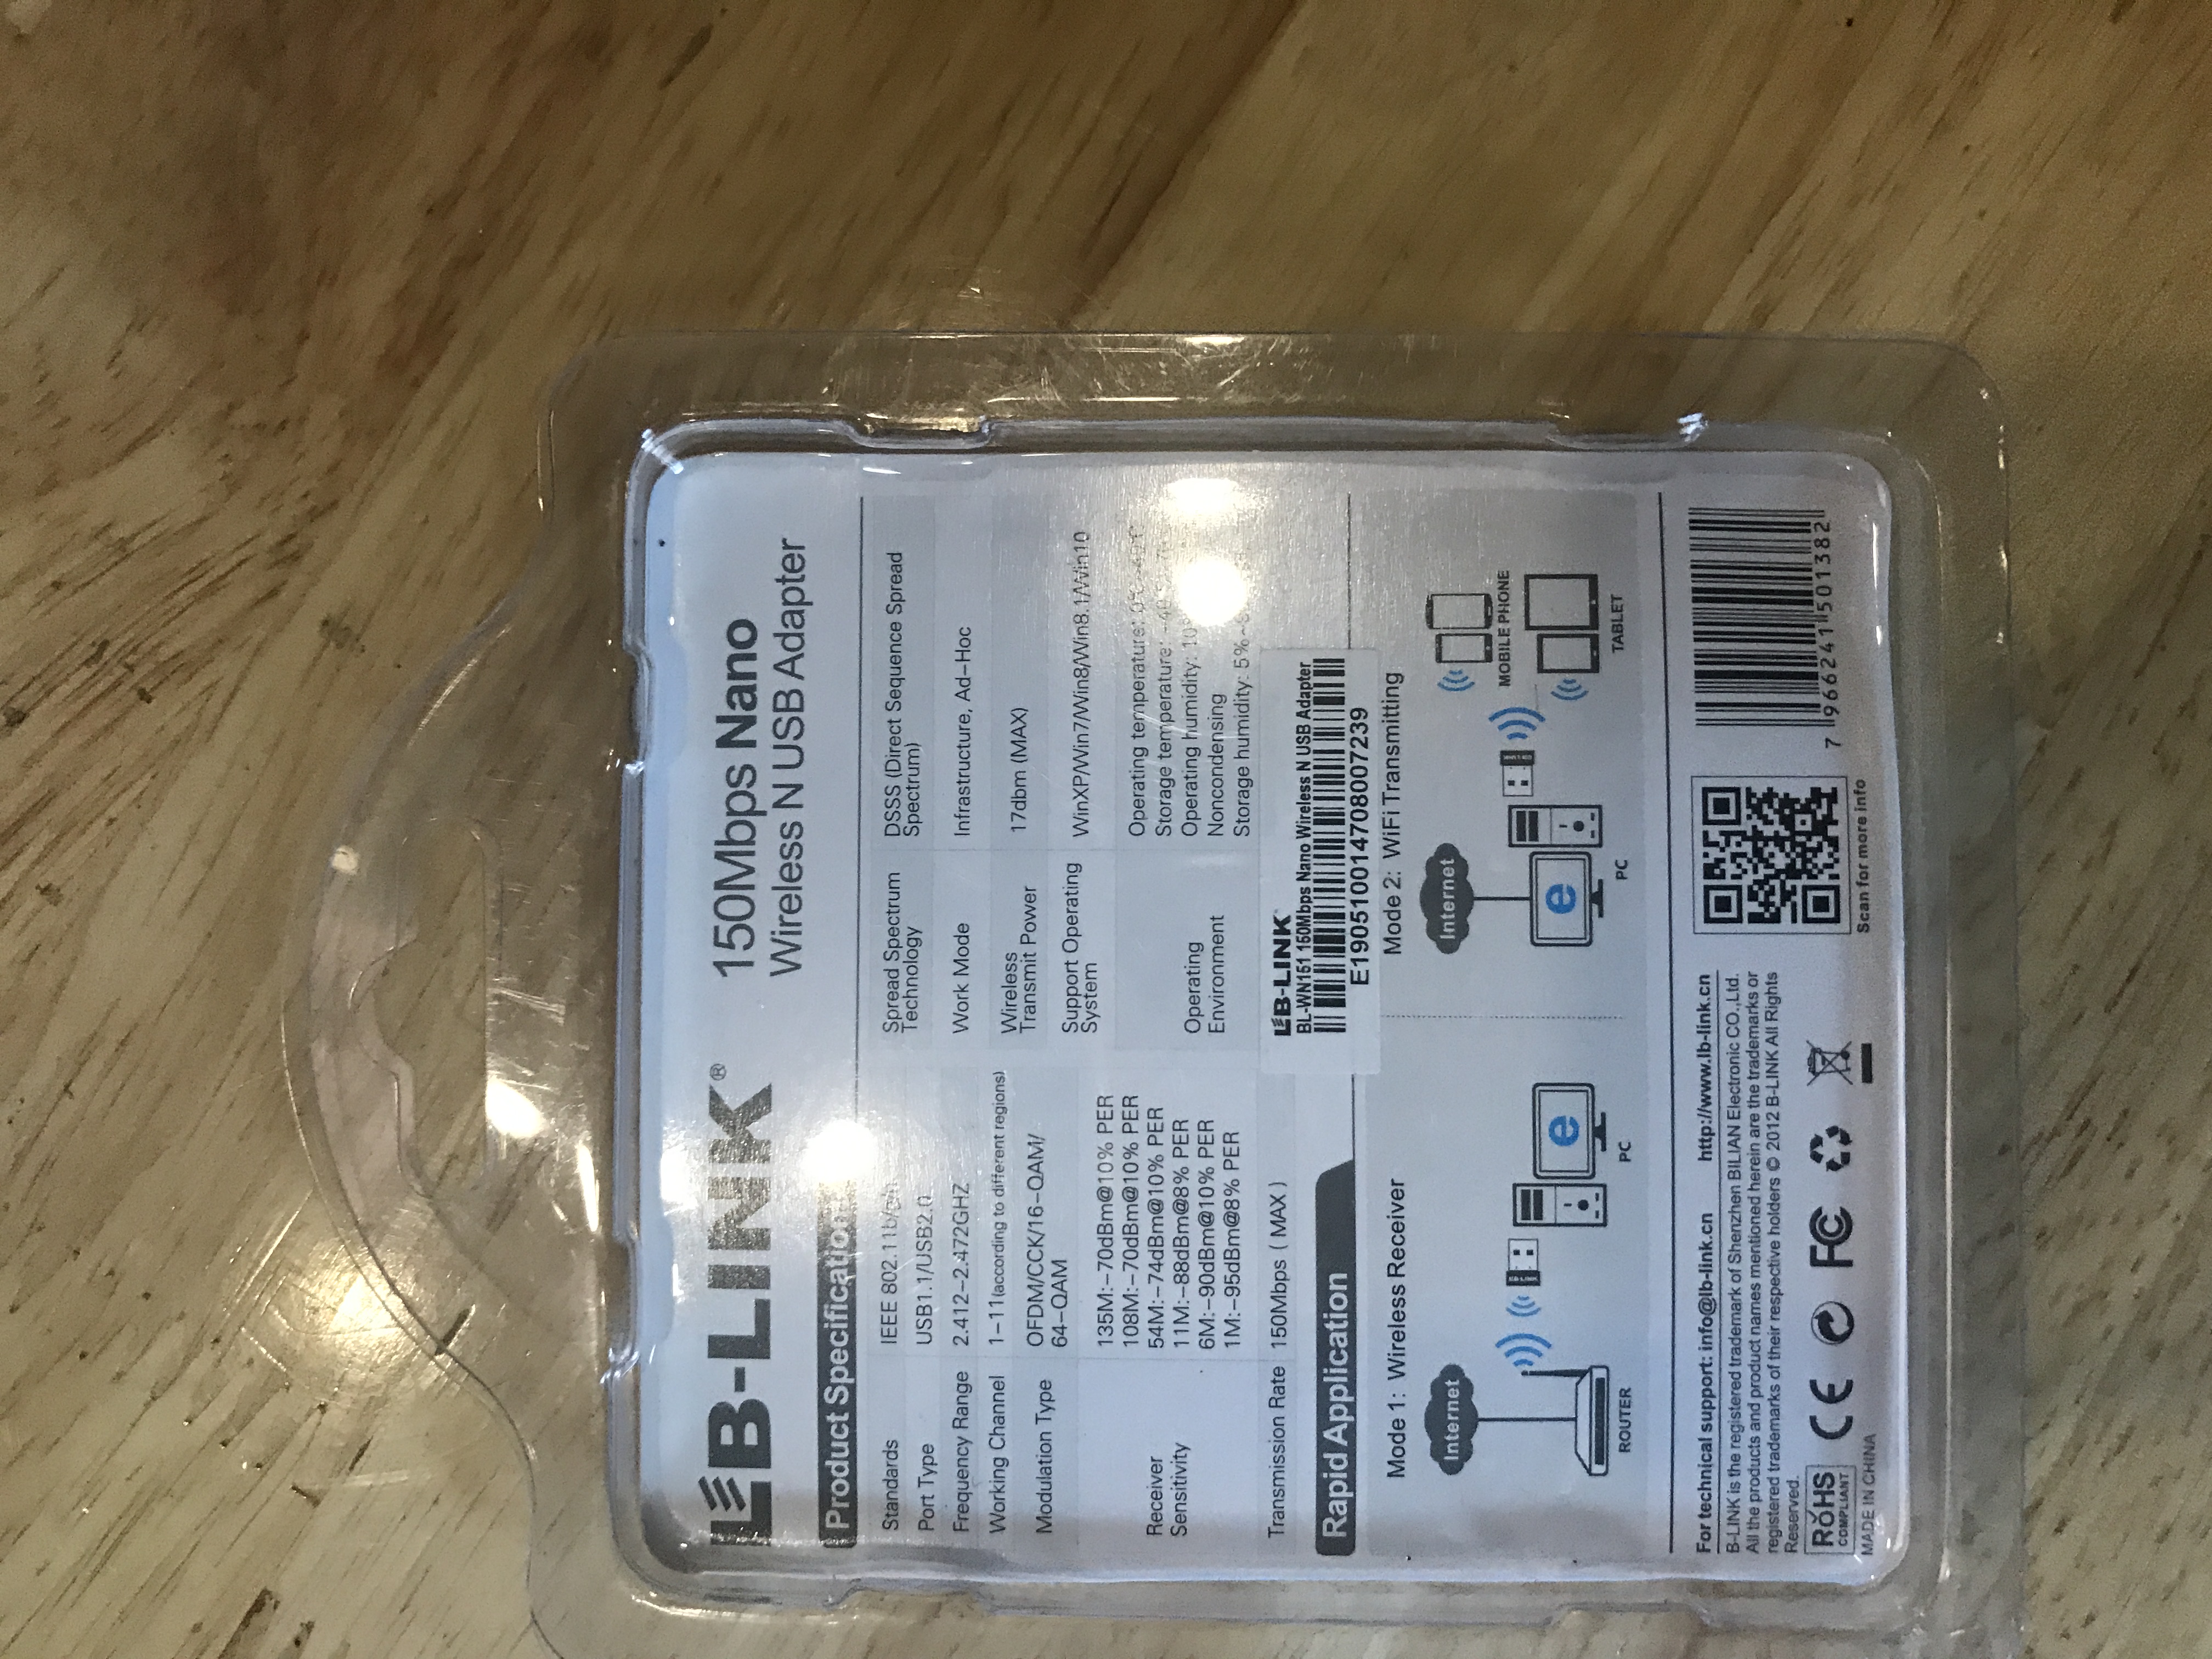 LB-LINK® 150Mbps Nano
Wireless N USB Adapter
Product Specification
Standards IEEE 802.11b/g/n
Port Type USB1.1/USB2.0
Frequency Range 2.412-2.472GHZ
Working Channel 1-11(according to different regions)
Modulation Type OFDM/CCK/16-QAM/
64-QAM
Receiver
Sensitivity
135M:-70dBm@10% PER
108M:-70dBm@10% PER
54M:-74dBm@10% PER
11M:-88dBm@8% PER
6M:-90dBm@10% PER
1M:-95dBm@8% PER
Transmission Rate 150Mbps ( MAX )
Spread Spectrum
Technology
DSSS (Direct Sequence Spread
Spectrum)
Work Mode Infrastructure, Ad-Hoc
Wireless
Transmit Power
17dbm (MAX)
Support Operating
System
WinXP/Win7/Win8/Win8.1/Win10
Operating
Environment
Operating temperature:
Storage temperature:
Operating humidity:
Noncondensing
Storage humidity:
LB-LINK
BL-WN151 150Mbps Nano Wireless N USB Adapter
E190510014708007239
Rapid Application
Mode 1: Wireless Receiver
Internet
ROUTER
LB-LINK
PC
Mode 2: WiFi Transmitting
Internet
PC
MOBILE PHONE
TABLET
For technical support: info@lb-link.cn http://www.lb-link.cn
B-LINK is the registered trademark of Shenzhen BILIAN Electronic CO.,Ltd.
All the products and product names mentioned herein are the trademarks or
registered trademarks of their respective holders © 2012 B-LINK All Rights
Reserved.
RoHS
COMPLIANT
CE FC
MADE IN CHINA
Scan for more info
7 966241 501382